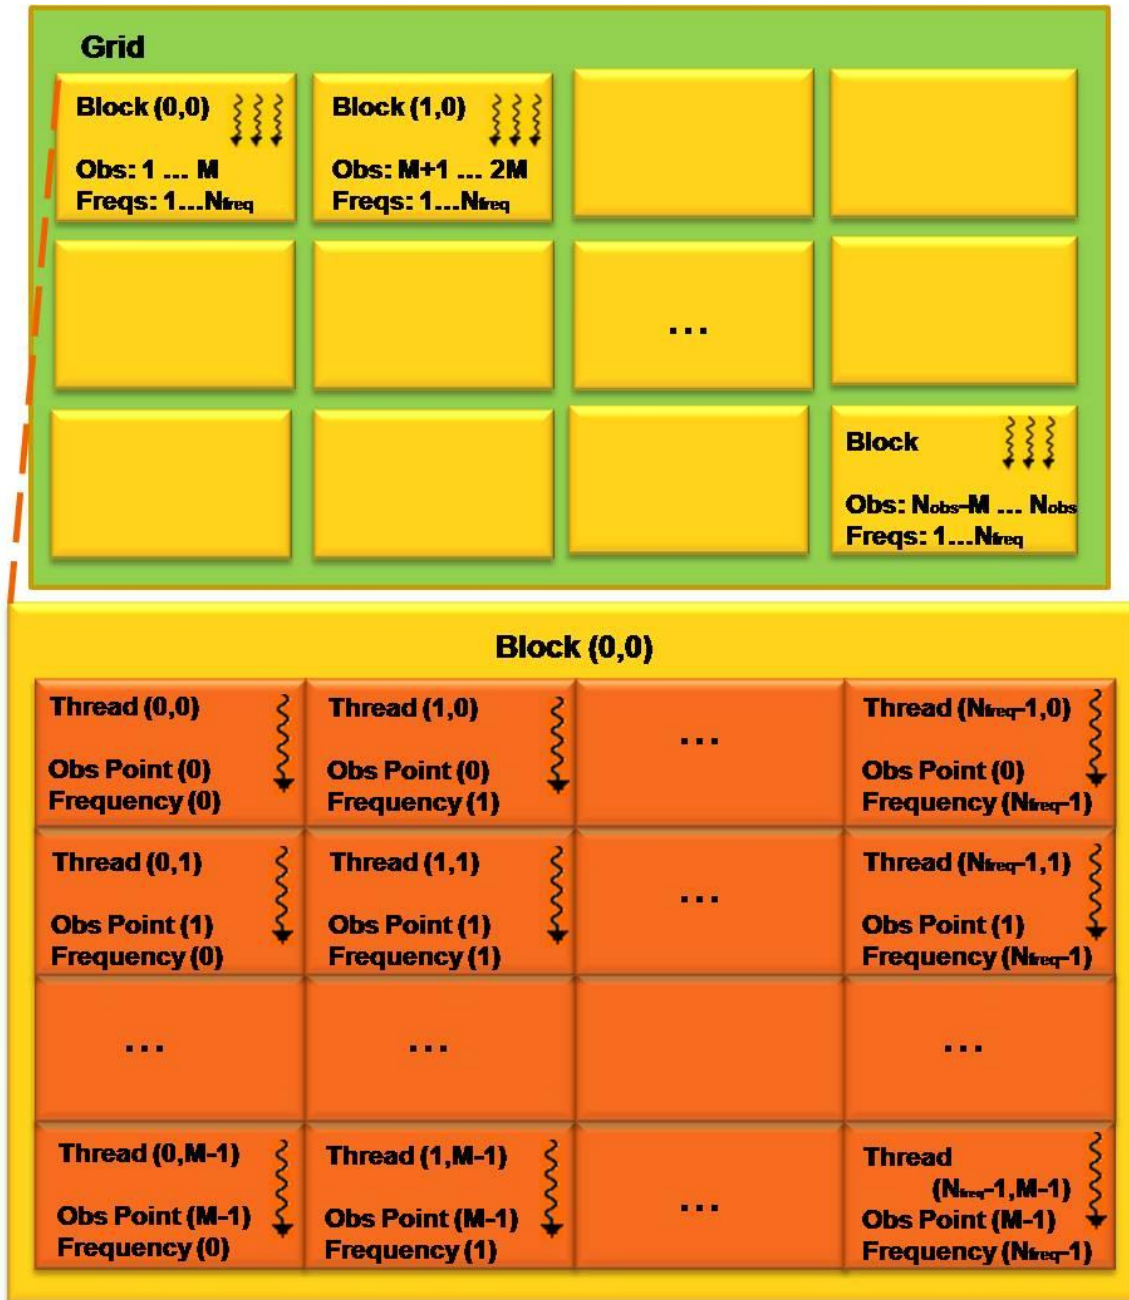 Grid
Block (0,0)
Obs: 1 ... M
Freqs: 1...Nfreq
Block (1,0)
Obs: M+1 ... 2M
Freqs: 1...Nfreq
...
Block
Obs: Nobs-M ... Nobs
Freqs: 1...Nfreq
Block (0,0)
Thread (0,0)
Obs Point (0)
Frequency (0)
Thread (1,0)
Obs Point (0)
Frequency (1)
...
Thread (Nfreq-1,0)
Obs Point (0)
Frequency (Nfreq-1)
Thread (0,1)
Obs Point (1)
Frequency (0)
Thread (1,1)
Obs Point (1)
Frequency (1)
...
Thread (Nfreq-1,1)
Obs Point (1)
Frequency (Nfreq-1)
...
...
...
Thread (0,M-1)
Obs Point (M-1)
Frequency (0)
Thread (1,M-1)
Obs Point (M-1)
Frequency (1)
...
Thread
(Nfreq-1,M-1)
Obs Point (M-1)
Frequency (Nfreq-1)